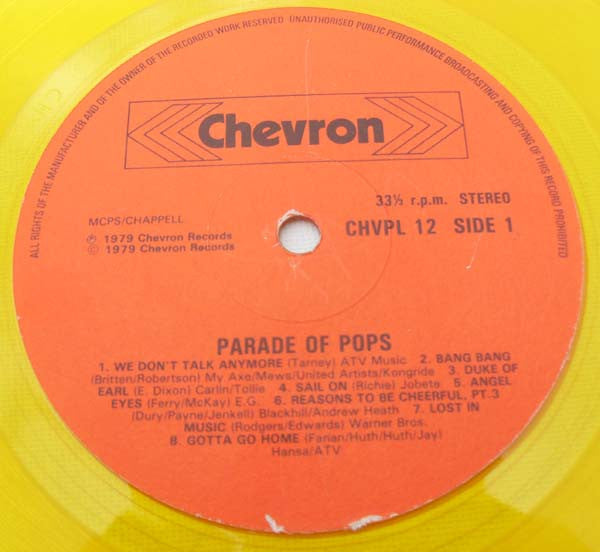 ALL RIGHTS OF THE MANUFACTURER AND OF THE OWNER OF THE RECORDED WORK RESERVED UNAUTHORISED PUBLIC PERFORMANCE BROADCASTING AND COPYING OF THIS RECORD PROHIBITED
Chevron
33⅓ r.p.m. STEREO
MCPS/CHAPPELL
CHVPL 12 SIDE 1
℗ 1979 Chevron Records
© 1979 Chevron Records
PARADE OF POPS
1. WE DON'T TALK ANYMORE (Tarney) ATV Music 2. BANG BANG
(Britten/Robertson) My Axe/Mews/United Artists/Kongride 3. DUKE OF
EARL (E. Dixon) Carlin/Tollie 4. SAIL ON (Richie) Jobete 5. ANGEL
EYES (Ferry/McKay) E.G. 6. REASONS TO BE CHEERFUL, PT.3
(Dury/Payne/Jenkell) Blackhill/Andrew Heath 7. LOST IN
MUSIC (Rodgers/Edwards) Warner Bros.
8. GOTTA GO HOME (Farian/Huth/Huth/Jay)
Hansa/ATV